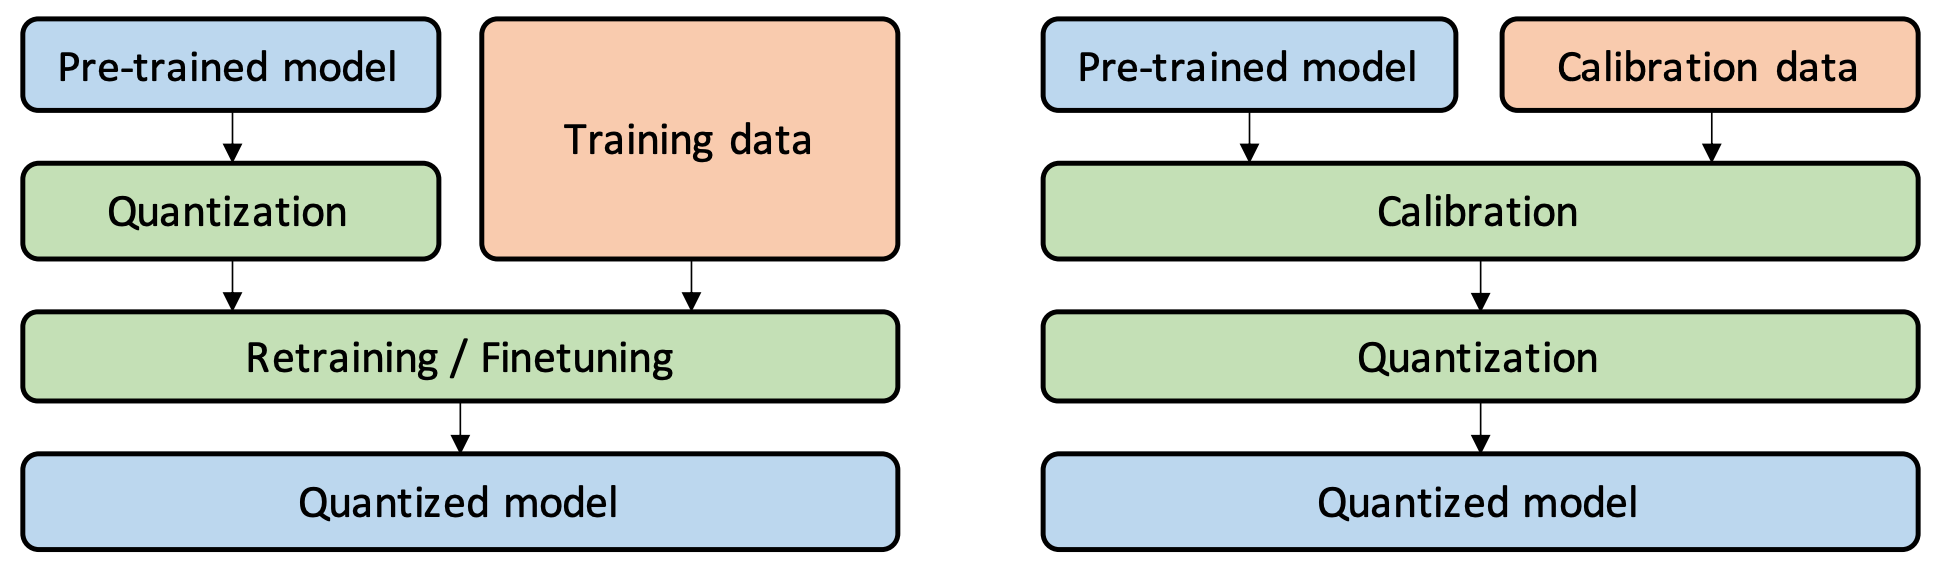 Pre-trained model
Training data
Quantization
Retraining / Finetuning
Quantized model
Pre-trained model
Calibration data
Calibration
Quantization
Quantized model